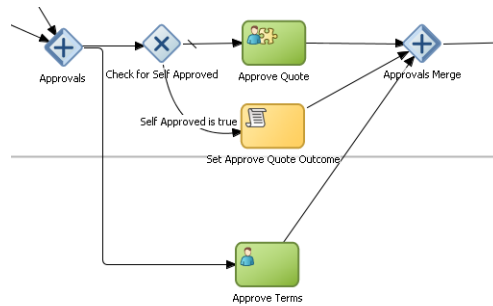 Approvals
Check for Self Approved
Approve Quote
Approvals Merge
Self Approved is true
Set Approve Quote Outcome
Approve Terms